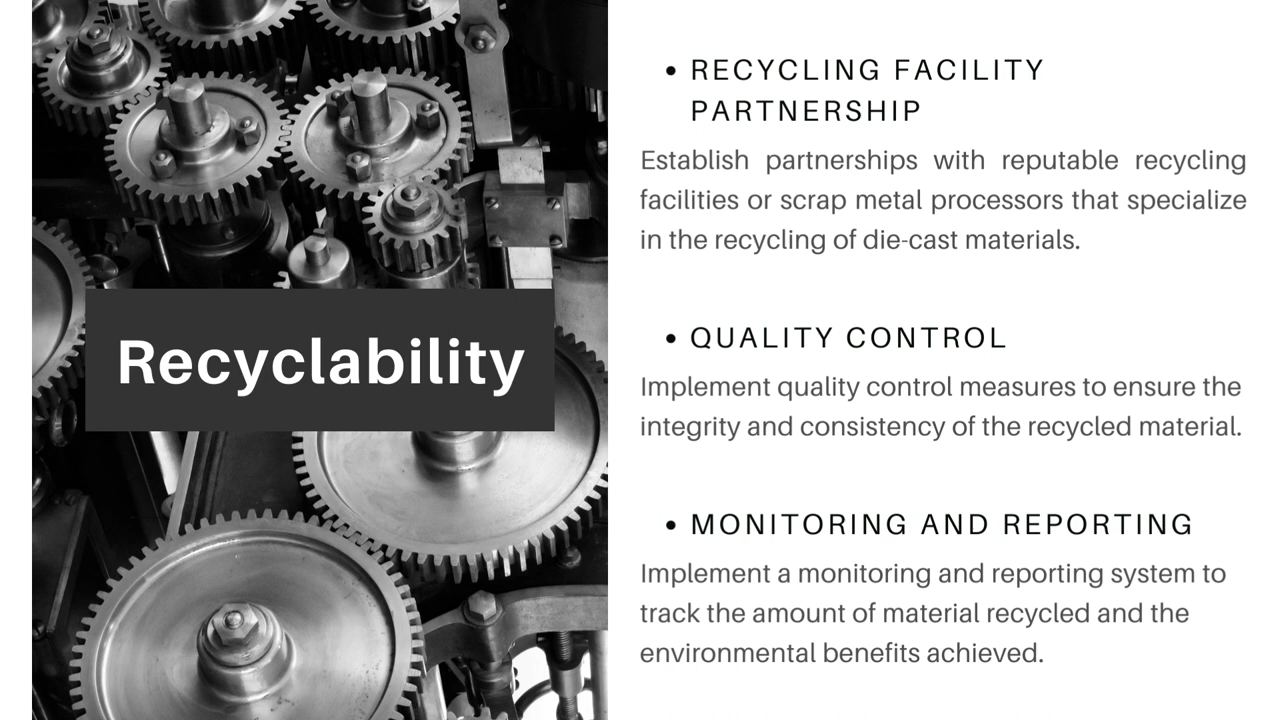 Recyclability
• RECYCLING FACILITY
PARTNERSHIP
Establish partnerships with reputable recycling
facilities or scrap metal processors that specialize
in the recycling of die-cast materials.
• QUALITY CONTROL
Implement quality control measures to ensure the
integrity and consistency of the recycled material.
• MONITORING AND REPORTING
Implement a monitoring and reporting system to
track the amount of material recycled and the
environmental benefits achieved.